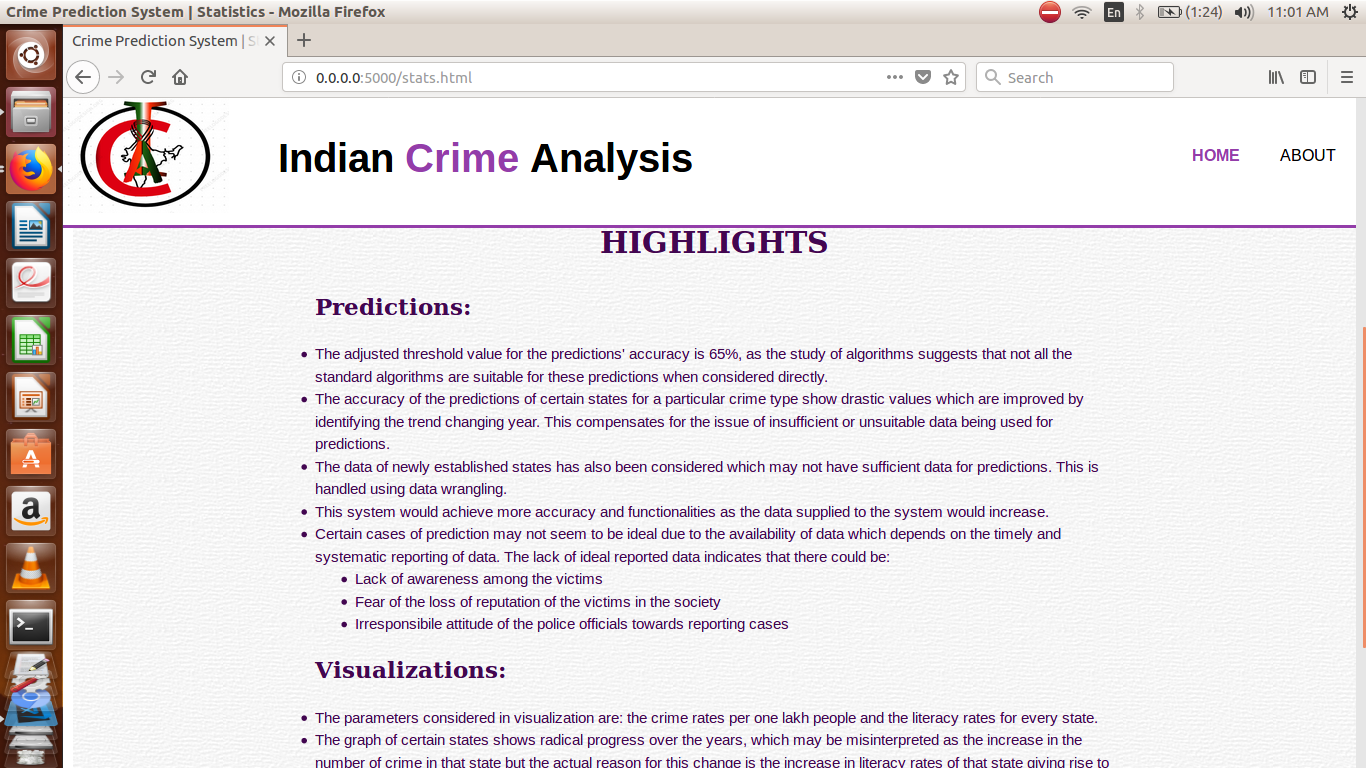 Crime Prediction System | Statistics - Mozilla Firefox
En
(1:24)
11:01 AM
Crime Prediction System | S
0.0.0.0:5000/stats.html
Search
Indian Crime Analysis
HOME
ABOUT
HIGHLIGHTS
Predictions:
The adjusted threshold value for the predictions' accuracy is 65%, as the study of algorithms suggests that not all the
standard algorithms are suitable for these predictions when considered directly.
The accuracy of the predictions of certain states for a particular crime type show drastic values which are improved by
identifying the trend changing year. This compensates for the issue of insufficient or unsuitable data being used for
predictions.
The data of newly established states has also been considered which may not have sufficient data for predictions. This is
handled using data wrangling.
This system would achieve more accuracy and functionalities as the data supplied to the system would increase.
Certain cases of prediction may not seem to be ideal due to the availability of data which depends on the timely and
systematic reporting of data. The lack of ideal reported data indicates that there could be:
Lack of awareness among the victims
Fear of the loss of reputation of the victims in the society
Irresponsibile attitude of the police officials towards reporting cases
Visualizations:
The parameters considered in visualization are: the crime rates per one lakh people and the literacy rates for every state.
The graph of certain states shows radical progress over the years, which may be misinterpreted as the increase in the
number of crime in that state but the actual reason for this change is the increase in literacy rates of that state giving rise to